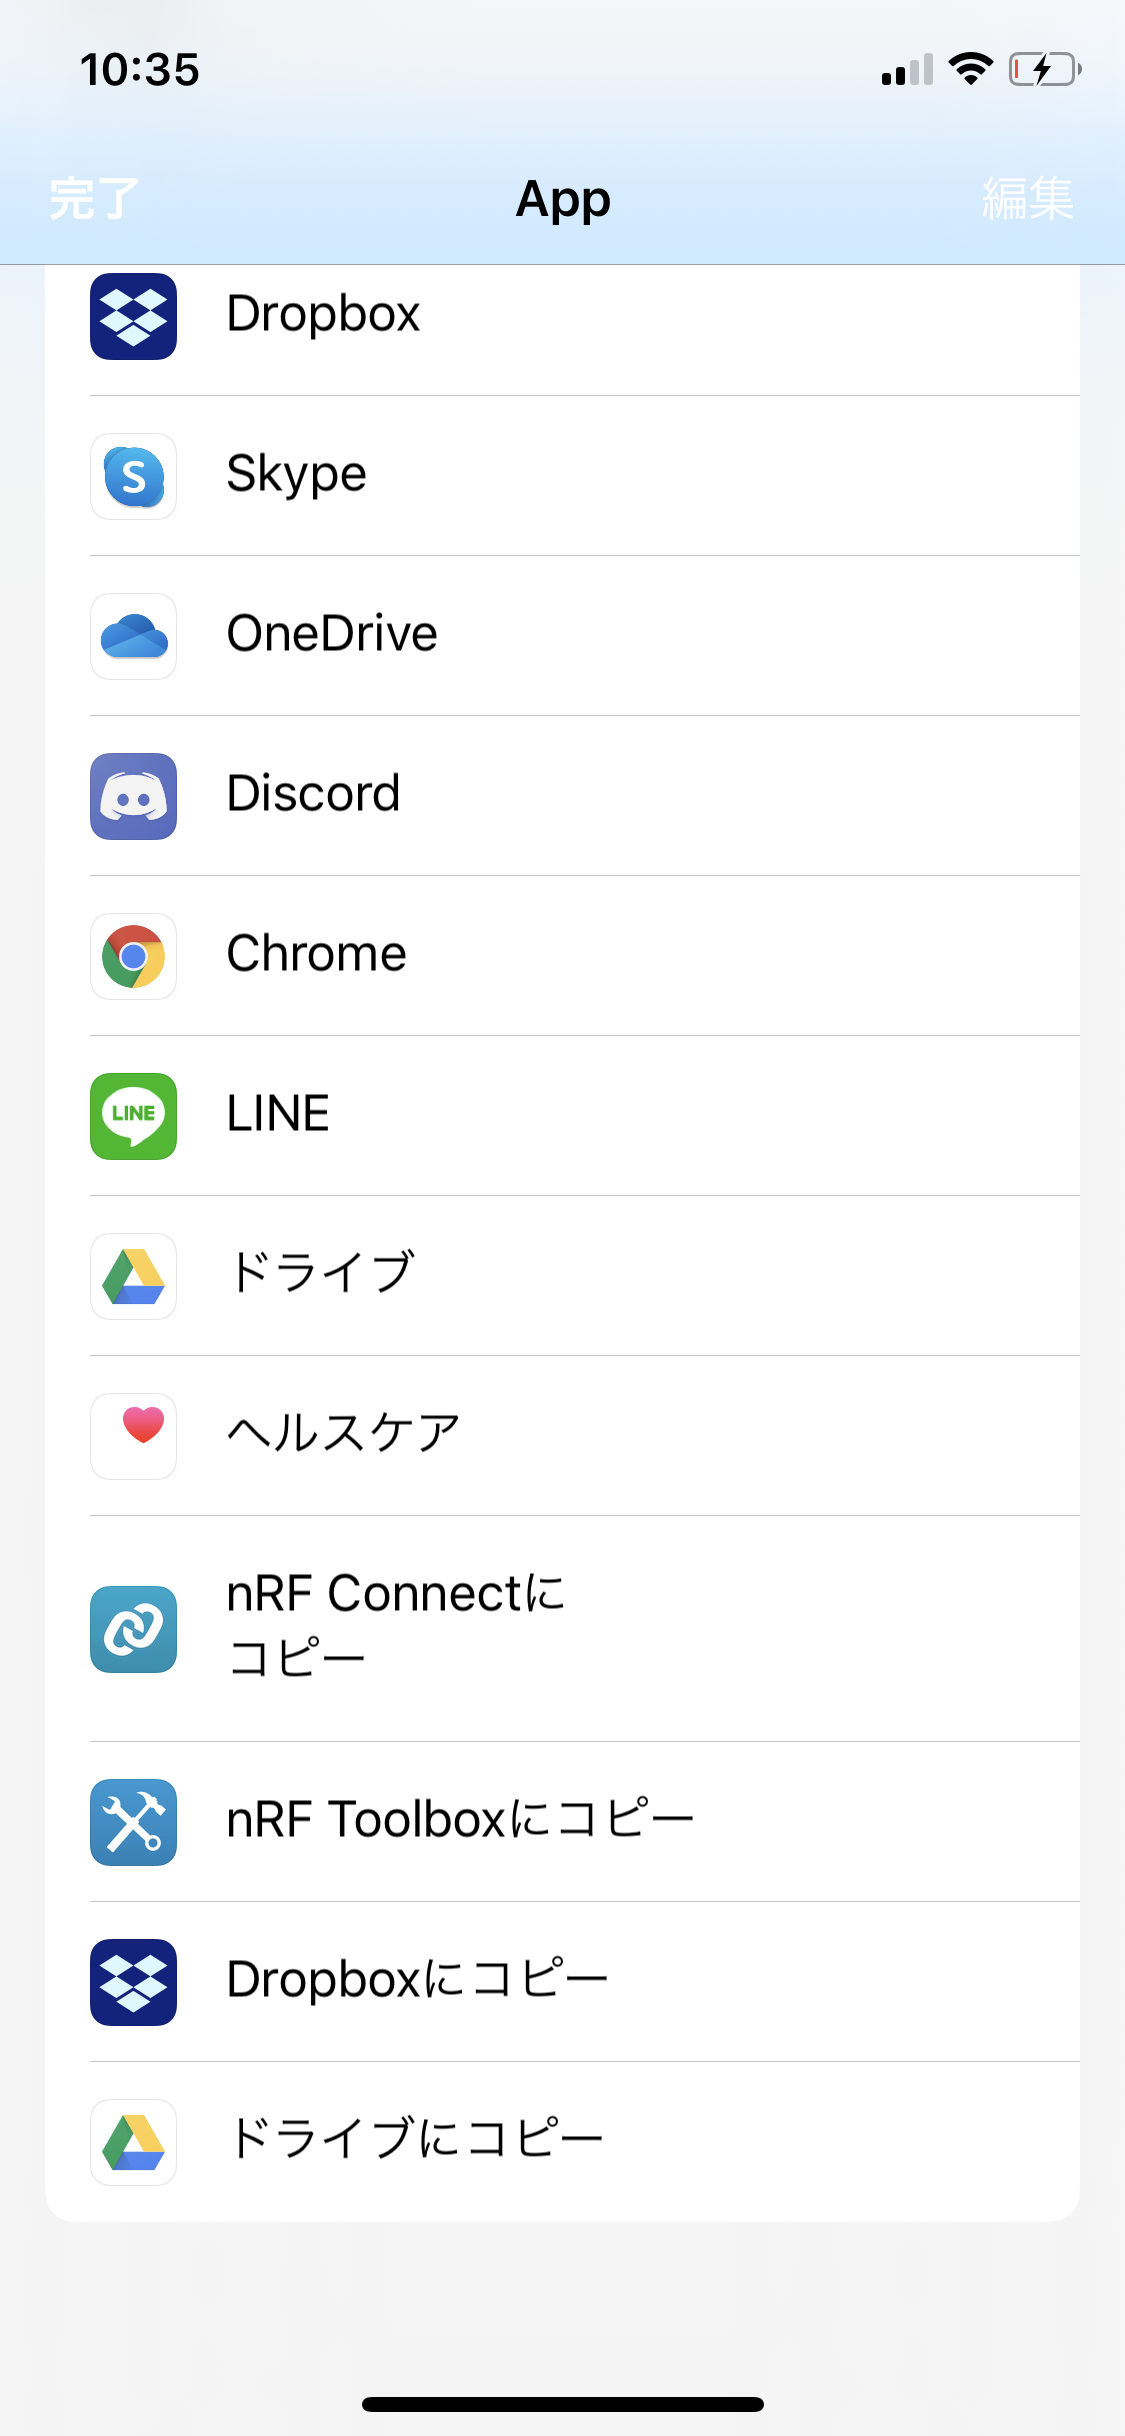 10:35
完了
App
編集
Dropbox
Skype
OneDrive
Discord
Chrome
LINE
LINE
ドライブ
ヘルスケア
nRF Connectに
コピー
nRF Toolboxにコピー
Dropboxにコピー
ドライブにコピー